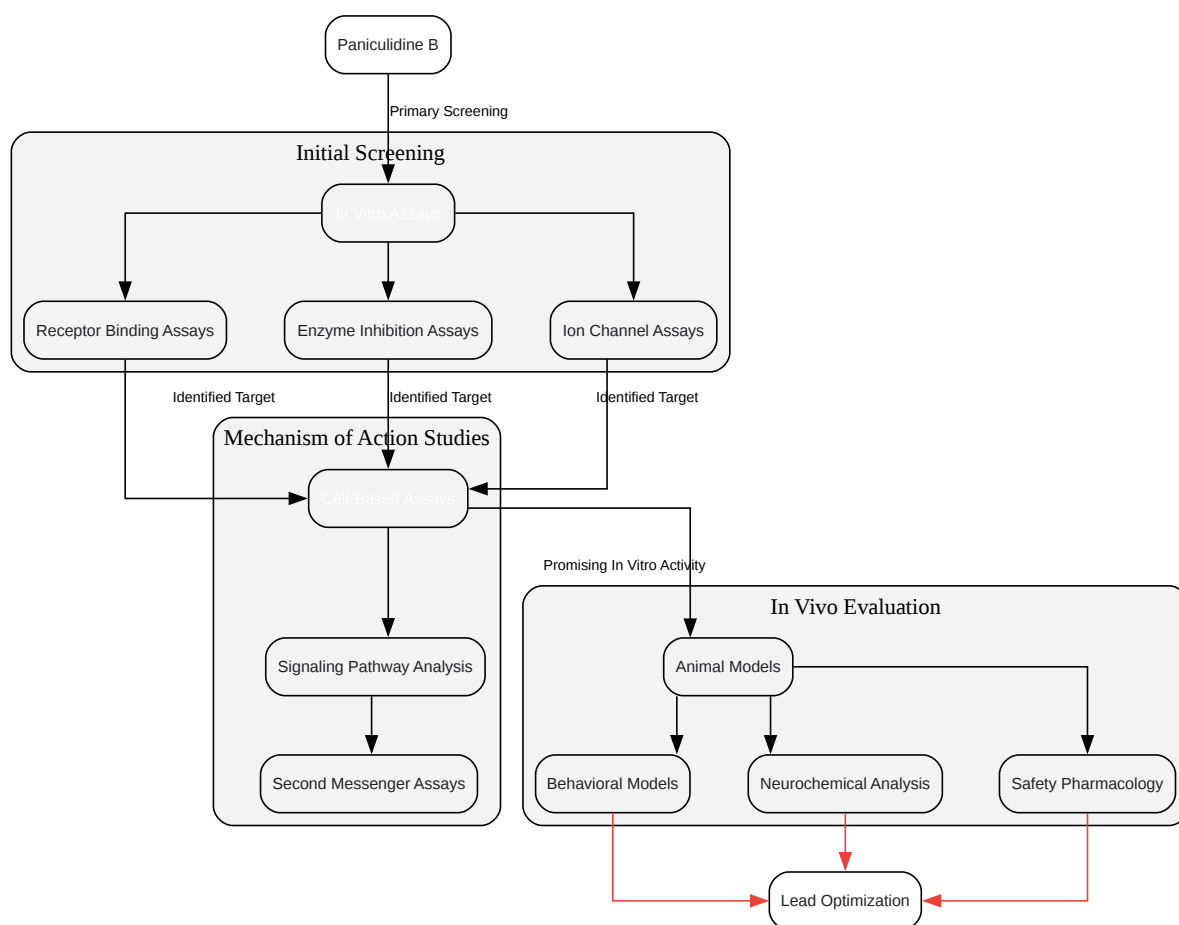 Paniculidine B
Primary Screening
Initial Screening
In Vitro Assays
Receptor Binding Assays
Enzyme Inhibition Assays
Ion Channel Assays
Identified Target
Identified Target
Identified Target
Mechanism of Action Studies
Cell-Based Assays
Promising In Vitro Activity
In Vivo Evaluation
Signaling Pathway Analysis
Animal Models
Second Messenger Assays
Behavioral Models
Neurochemical Analysis
Safety Pharmacology
Lead Optimization